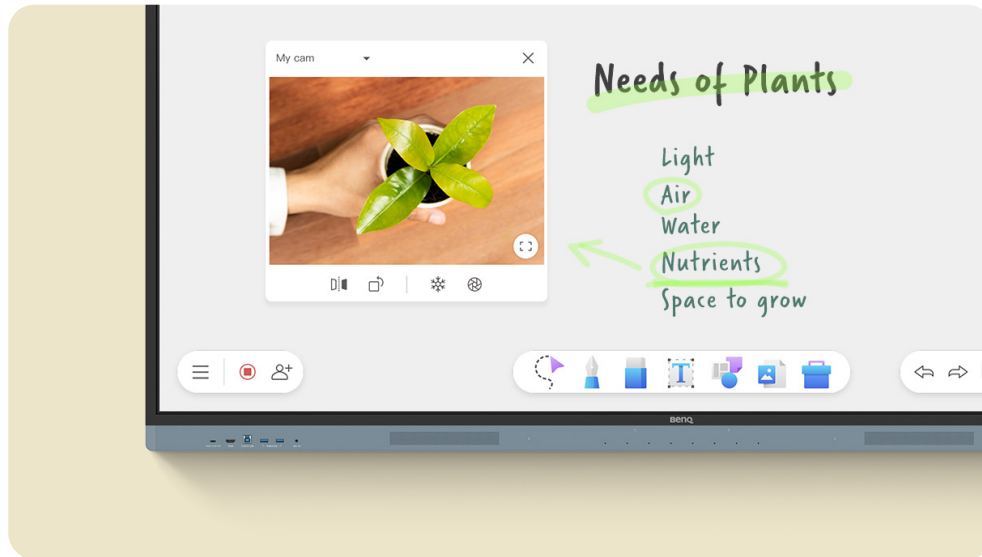 My cam
Needs of Plants
Light
Air
Water
Nutrients
Space to grow
T
BenQ